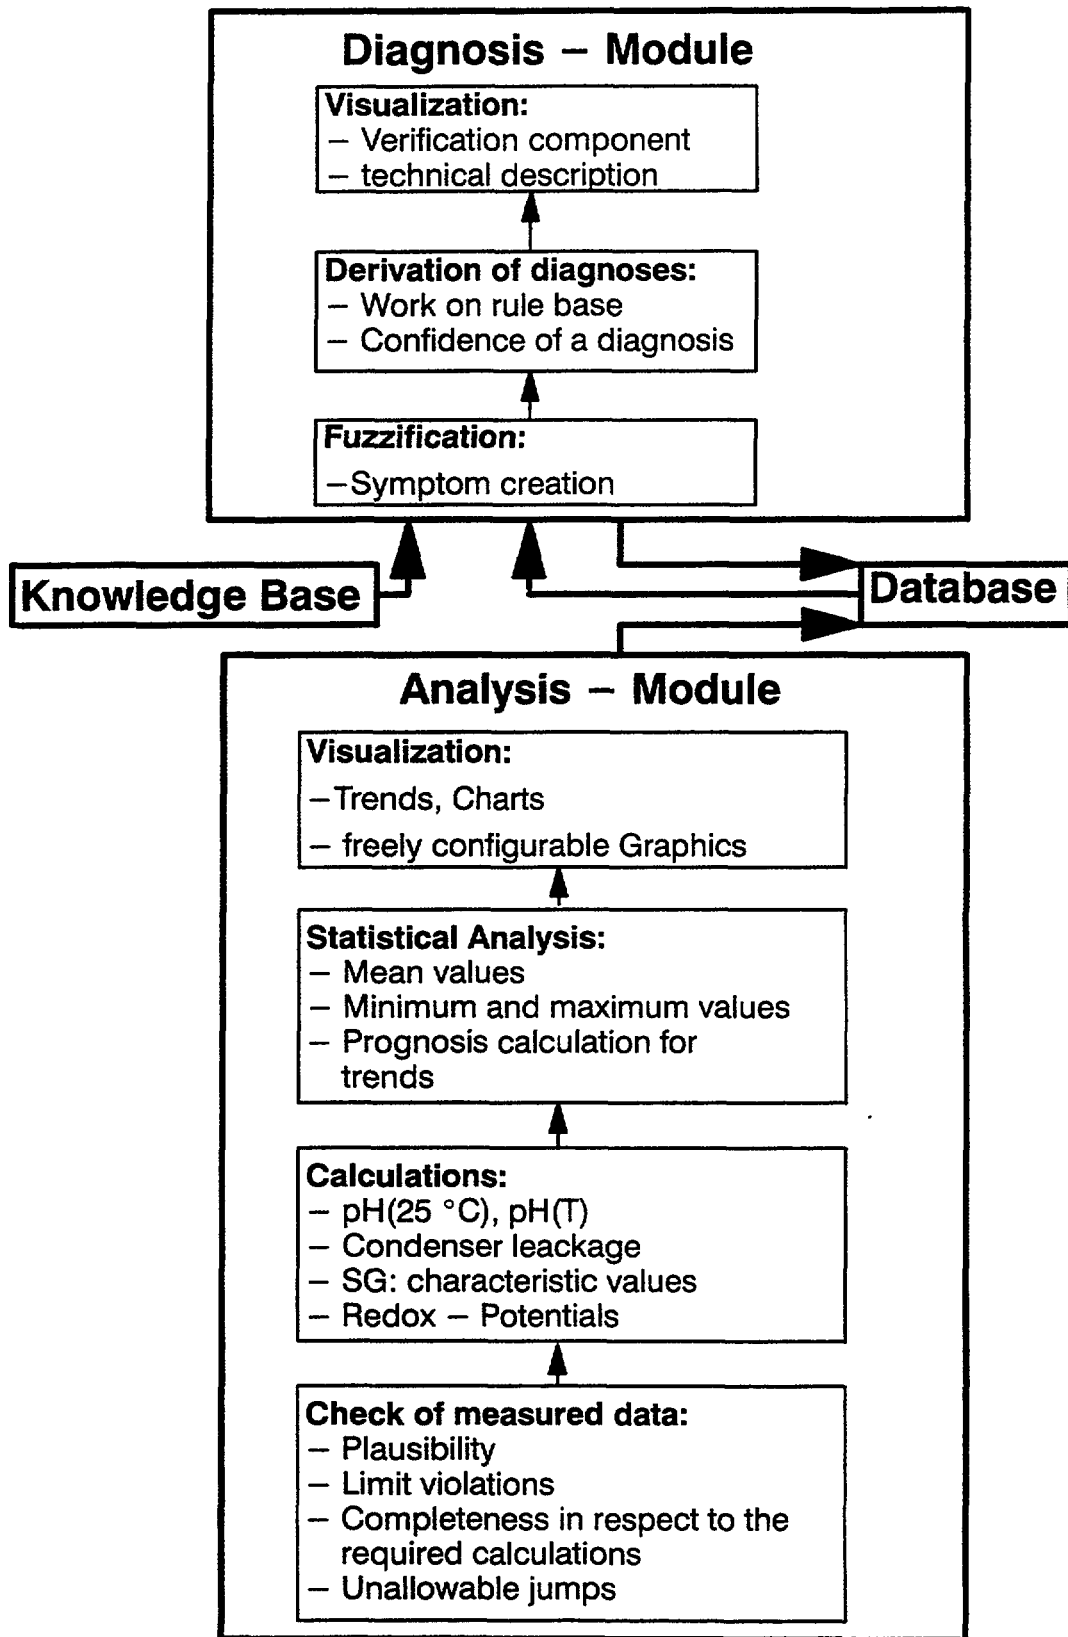 Diagnosis – Module
Visualization:
– Verification component
– technical description
Derivation of diagnoses:
– Work on rule base
– Confidence of a diagnosis
Fuzzification:
–Symptom creation
Knowledge Base
Database
Analysis – Module
Visualization:
–Trends, Charts
– freely configurable Graphics
Statistical Analysis:
– Mean values
– Minimum and maximum values
– Prognosis calculation for
trends
Calculations:
– pH(25 °C), pH(T)
– Condenser leackage
– SG: characteristic values
– Redox – Potentials
Check of measured data:
– Plausibility
– Limit violations
– Completeness in respect to the
required calculations
– Unallowable jumps